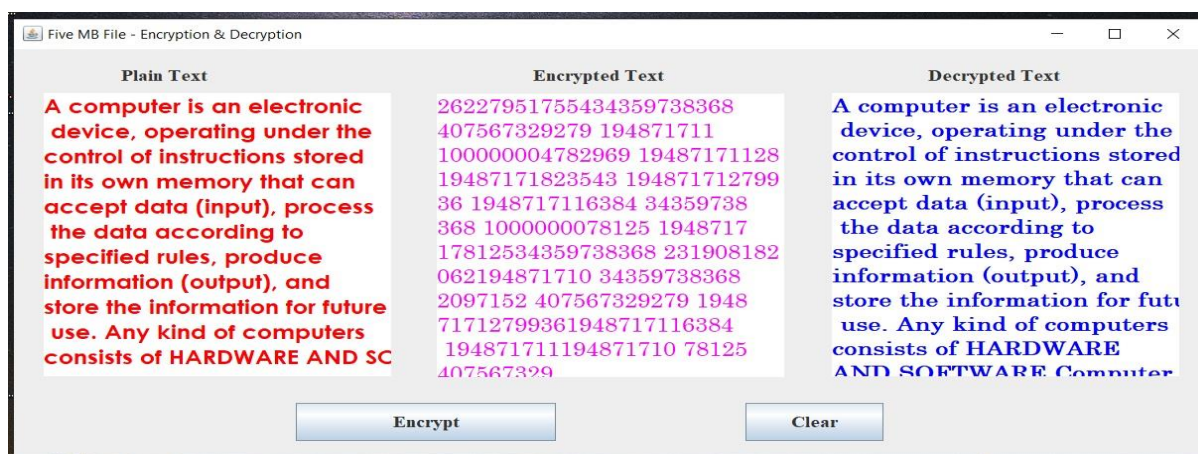 Five MB File - Encryption & Decryption
Plain Text
Encrypted Text
Decrypted Text
A computer is an electronic
device, operating under the
control of instructions stored
in its own memory that can
accept data (input), process
the data according to
specified rules, produce
information (output), and
store the information for future
use. Any kind of computers
consists of HARDWARE AND SC
26227951755434359738368
407567329279 194871711
1000000004782969 19487171128
19487171823543 194871712799
36 1948717116384 34359738
368 1000000078125 1948717
17812534359738368 231908182
062194871710 34359738368
2097152 407567329279 1948
717127993619487171 16384
194871711194871710 78125
407567329
A computer is an electronic
device, operating under the
control of instructions stored
in its own memory that can
accept data (input), process
the data according to
specified rules, produce
information (output), and
store the information for futu
use. Any kind of computers
consists of HARDWARE
AND SOFTWARE Computer
Encrypt
Clear